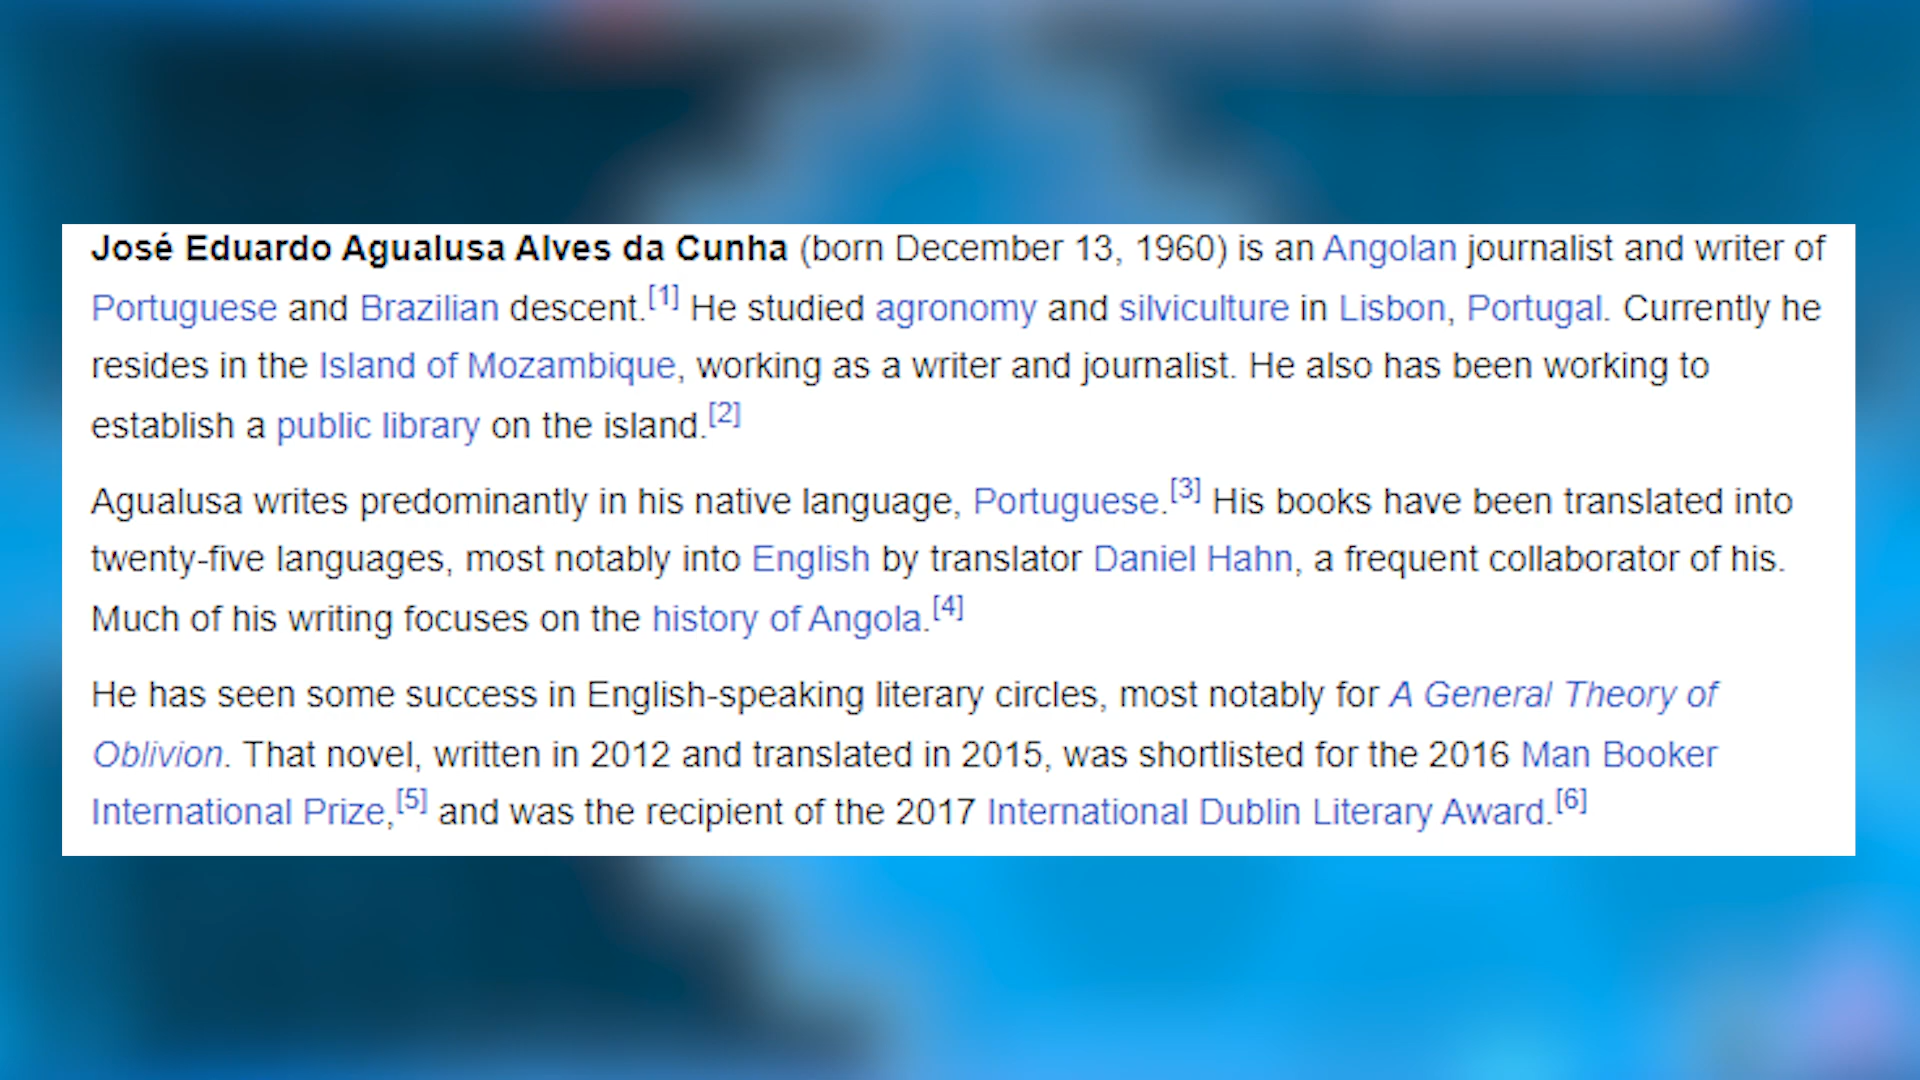 José Eduardo Agualusa Alves da Cunha (born December 13, 1960) is an Angolan journalist and writer of
Portuguese and Brazilian descent.[1] He studied agronomy and silviculture in Lisbon, Portugal. Currently he
resides in the Island of Mozambique, working as a writer and journalist. He also has been working to
establish a public library on the island.[2]
Agualusa writes predominantly in his native language, Portuguese.[3] His books have been translated into
twenty-five languages, most notably into English by translator Daniel Hahn, a frequent collaborator of his.
Much of his writing focuses on the history of Angola.[4]
He has seen some success in English-speaking literary circles, most notably for A General Theory of
Oblivion. That novel, written in 2012 and translated in 2015, was shortlisted for the 2016 Man Booker
International Prize,[5] and was the recipient of the 2017 International Dublin Literary Award.[6]